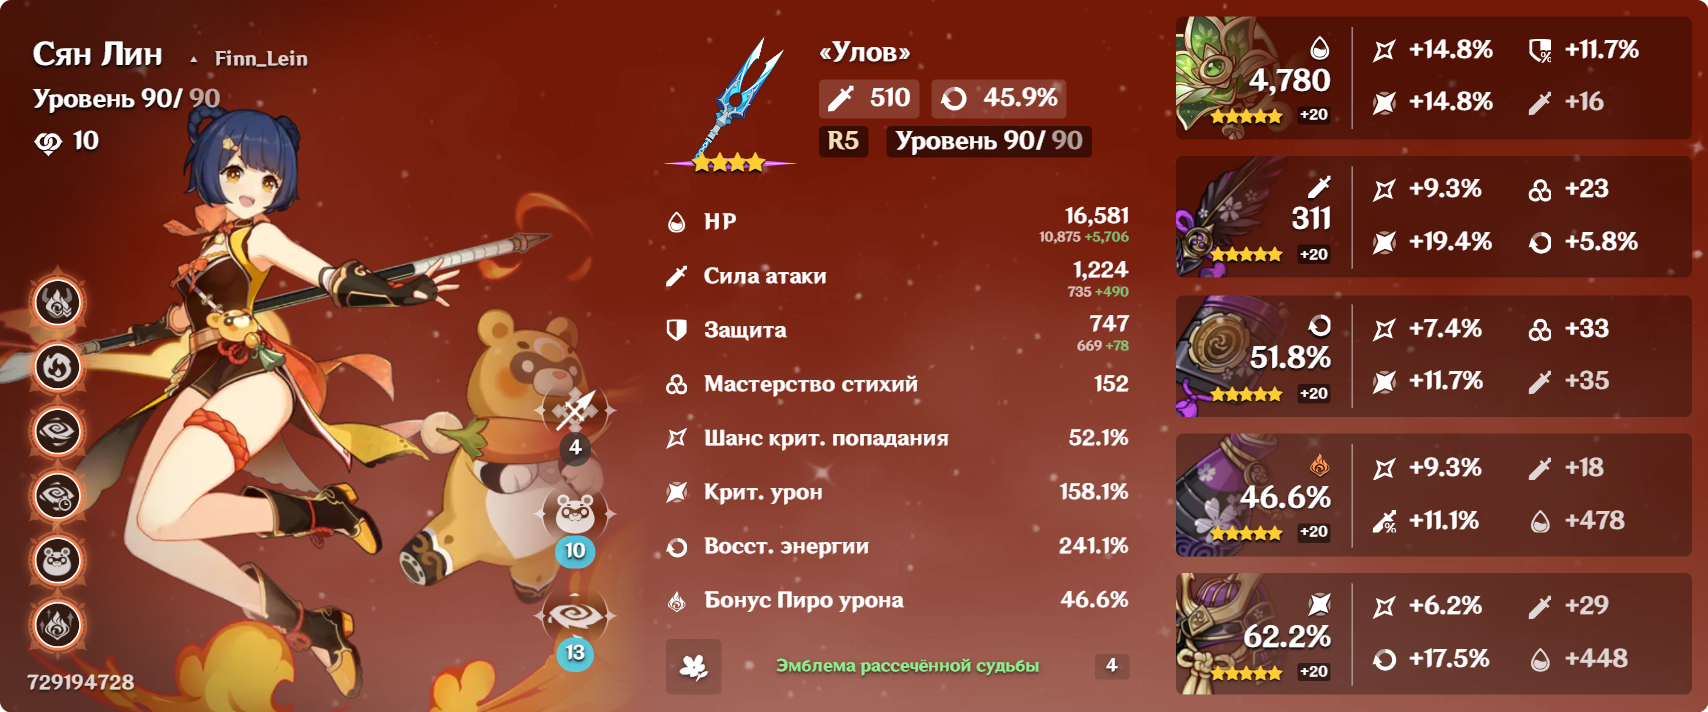 Сян Лин ▲ Finn_Lein
Уровень 90/ 90
10
4
10
13
729194728
«Улов»
510 45.9%
R5 Уровень 90/ 90
HP 16,581
10,875 +5,706
Сила атаки 1,224
735 +490
Защита 747
669 +78
Мастерство стихий 152
Шанс крит. попадания 52.1%
Крит. урон 158.1%
Восст. энергии 241.1%
Бонус Пиро урона 46.6%
Эмблема рассечённой судьбы 4
4,780
+20
+14.8% +11.7%
+14.8% +16
311
+20
+9.3% +23
+19.4% +5.8%
51.8%
+20
+7.4% +33
+11.7% +35
46.6%
+20
+9.3% +18
+11.1% +478
62.2%
+20
+6.2% +29
+17.5% +448